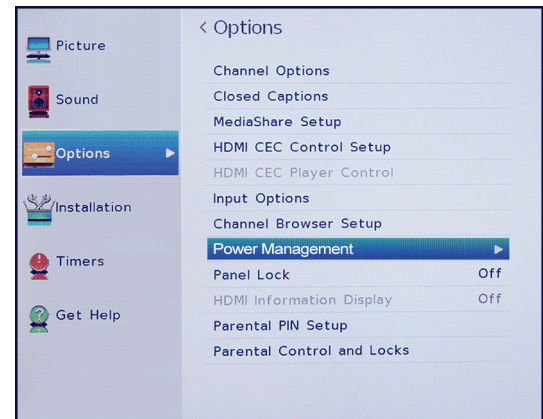 < Options
Picture
Sound
Options
Installation
Timers
Get Help
Channel Options
Closed Captions
MediaShare Setup
HDMI CEC Control Setup
HDMI CEC Player Control
Input Options
Channel Browser Setup
Power Management
Panel Lock Off
HDMI Information Display Off
Parental PIN Setup
Parental Control and Locks